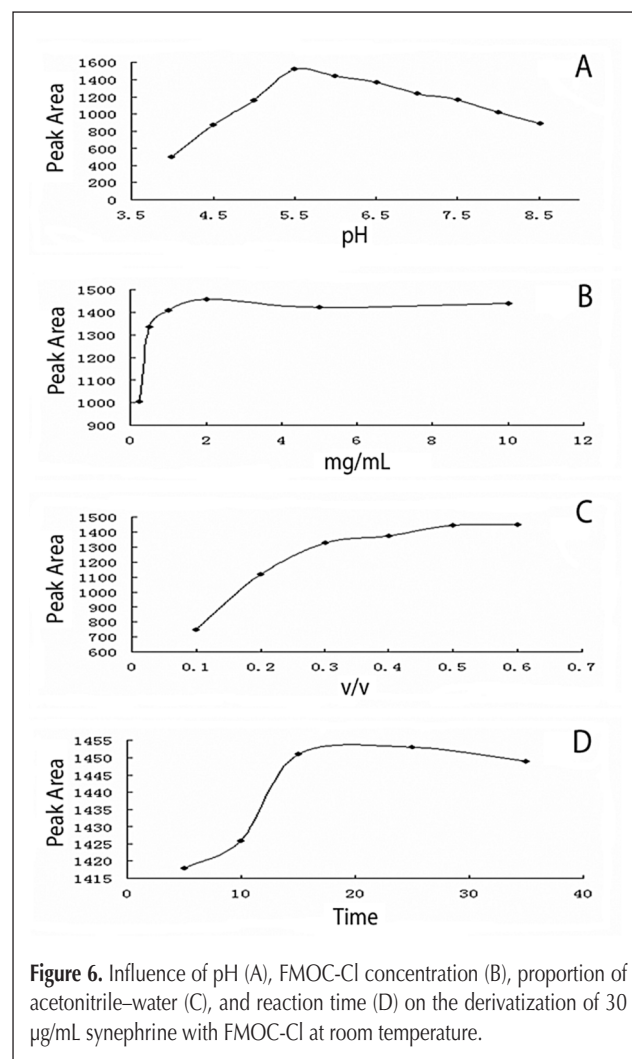 A
Peak Area
1600
1400
1200
1000
800
600
400
200
0
3.5 4.5 5.5 6.5 7.5 8.5
pH
B
Peak Area
1500
1400
1300
1200
1100
1000
900
0 2 4 6 8 10 12
mg/mL
C
Peak Area
1500
1400
1300
1200
1100
1000
900
800
700
600
0 0.1 0.2 0.3 0.4 0.5 0.6 0.7
v/v
D
Peak Area
1455
1450
1445
1440
1435
1430
1425
1420
1415
0 10 20 30 40
Time
Figure 6. Influence of pH (A), FMOC-Cl concentration (B), proportion of
acetonitrile–water (C), and reaction time (D) on the derivatization of 30
µg/mL synephrine with FMOC-Cl at room temperature.